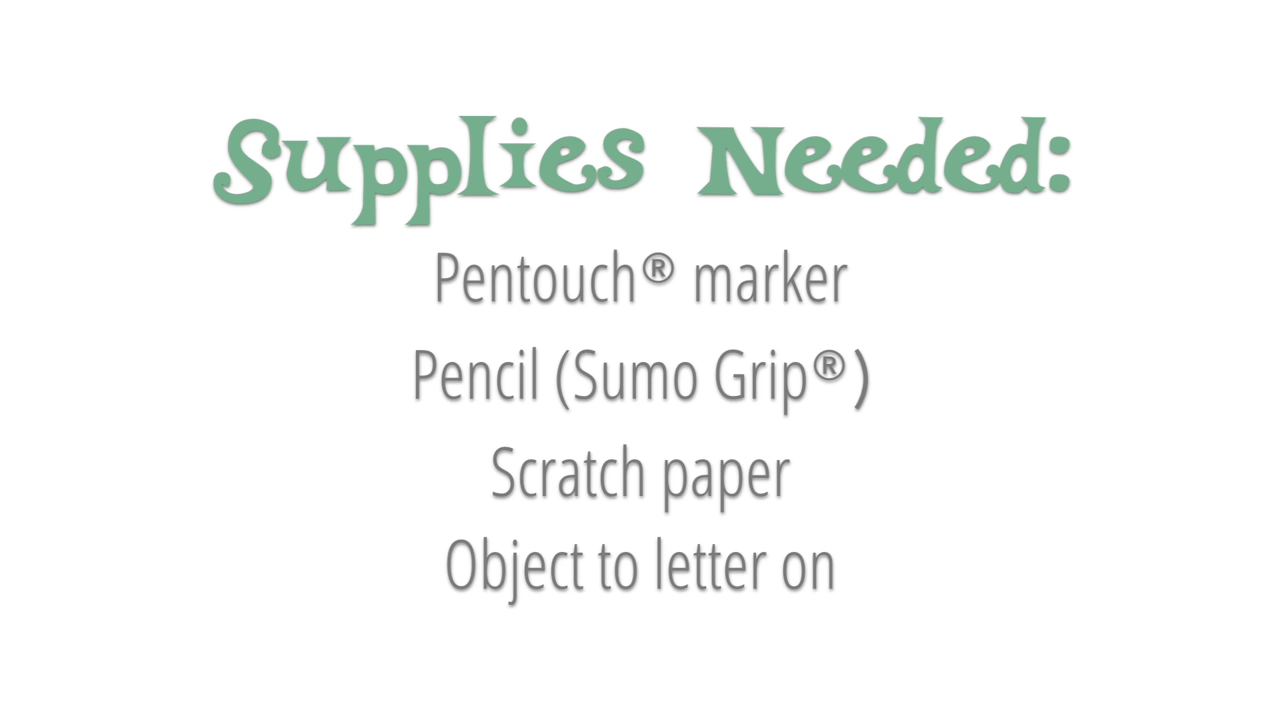 Supplies Needed:
Pentouch® marker
Pencil (Sumo Grip®)
Scratch paper
Object to letter on